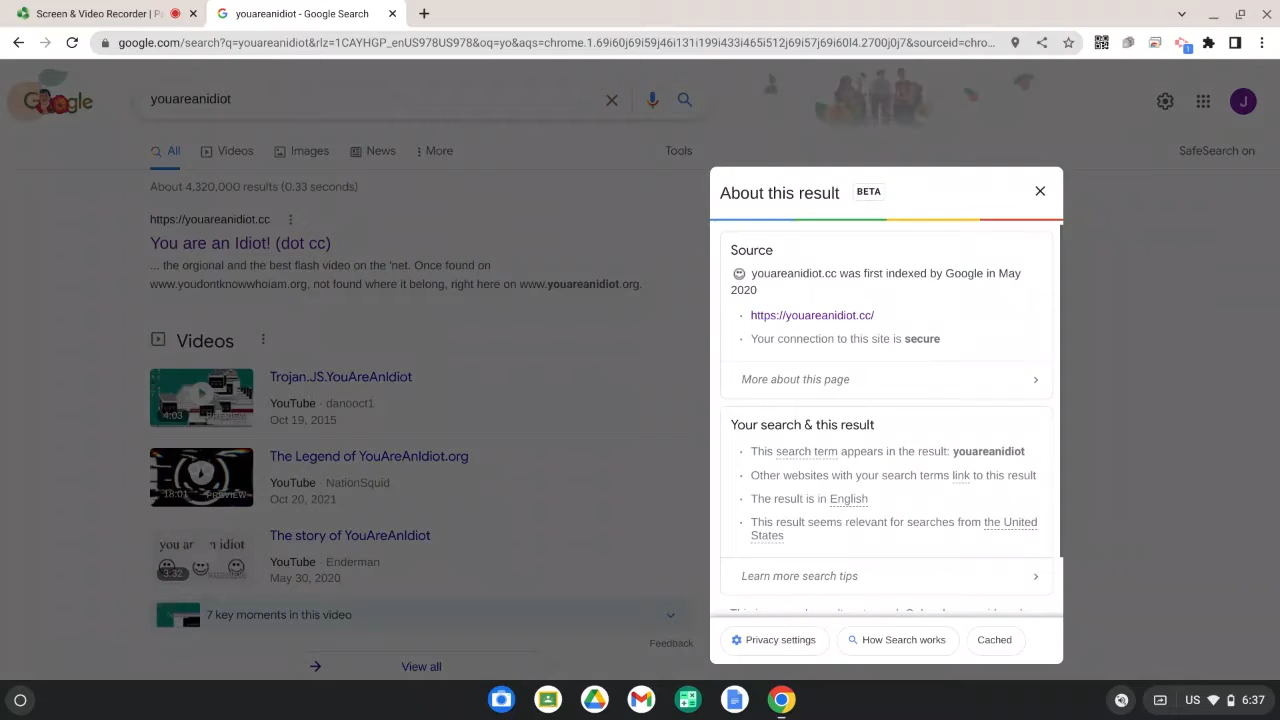 Screen & Video Recorder | Pa
youareanidiot - Google Search
google.com/search?q=youareanidiot&rlz=1CAYHGP_enUS978US978&oq=yo&aqs=chrome.1.69i60j69i59j46i131i199i433i465i512j69i57j69i60l4.2700j0j7&sourceid=chro...
1
Google
youareanidiot
J
All
Videos
Images
News
More
Tools
SafeSearch on
About 4,320,000 results (0.33 seconds)
https://youareanidiot.cc
You are an Idiot! (dot cc)
... the orgional and the best flash video on the 'net. Once found on
www.youdontknowwhoiam.org, not found where it belong, right here on www.youareanidiot.org.
Videos
Trojan.JS.YouAreAnIdiot
YouTube · danooct1
Oct 19, 2015
4:03 PREVIEW
The Legend of YouAreAnIdiot.org
YouTube · NationSquid
Oct 20, 2021
18:01 PREVIEW
The story of YouAreAnIdiot
YouTube · Enderman
May 30, 2020
3:32
7 key moments in this video
Feedback
View all
About this result BETA
Source
youareanidiot.cc was first indexed by Google in May
2020
· https://youareanidiot.cc/
· Your connection to this site is secure
More about this page
Your search & this result
· This search term appears in the result: youareanidiot
· Other websites with your search terms link to this result
· The result is in English
· This result seems relevant for searches from the United
States
Learn more search tips
Privacy settings
How Search works
Cached
US 6:37